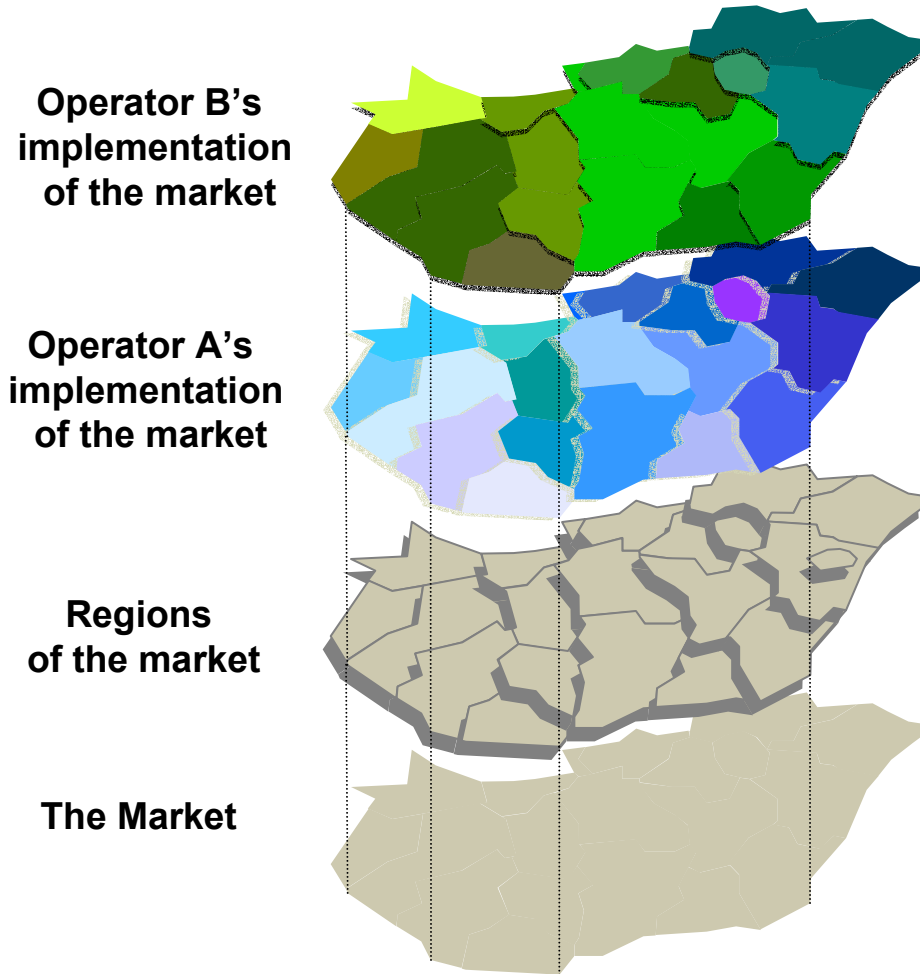 Operator B's
implementation
of the market
Operator A's
implementation
of the market
Regions
of the market
The Market